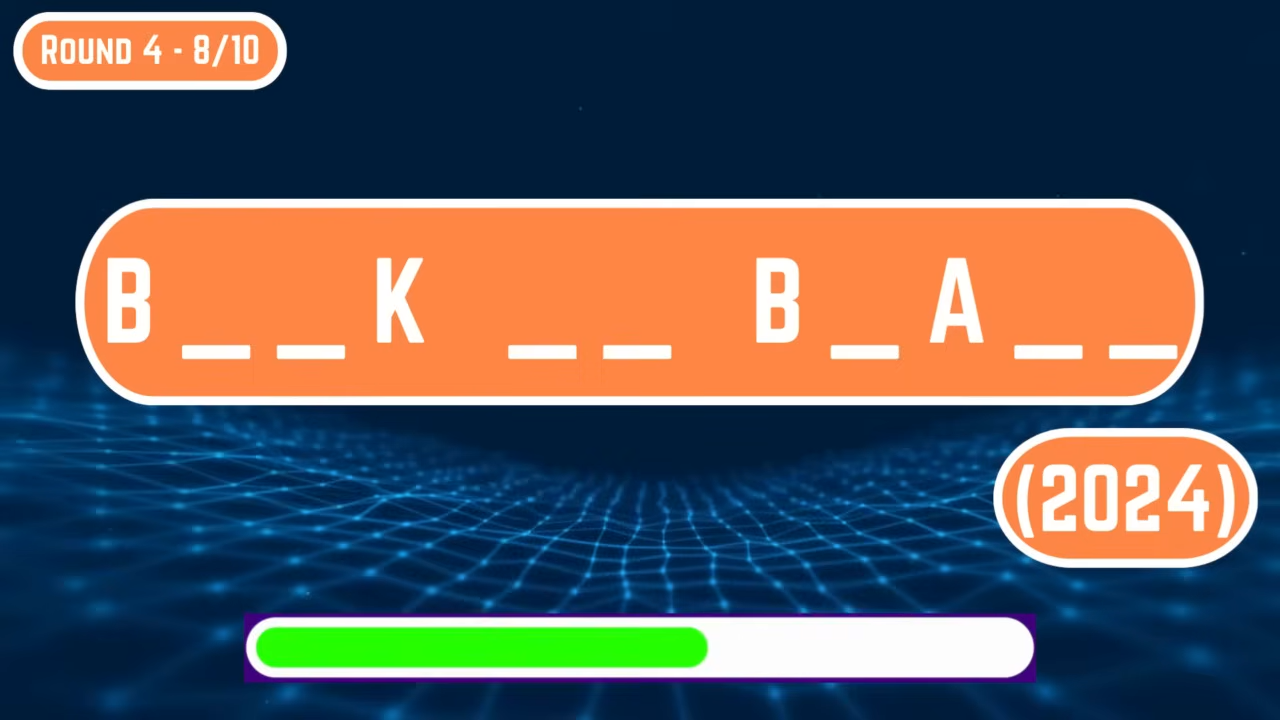 ROUND 4 - 8/10
B _ _ K  _ _  B _ A _ _
(2024)